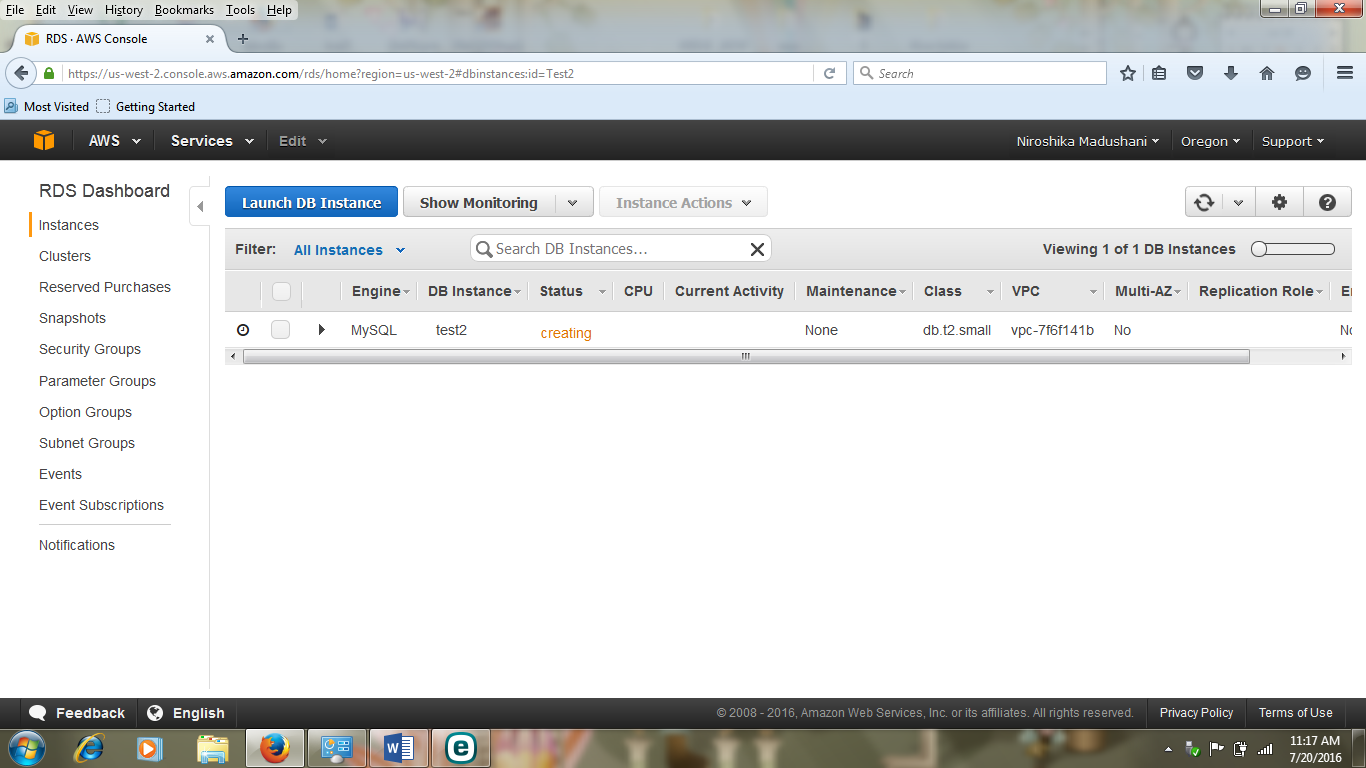 File Edit View History Bookmarks Tools Help
RDS · AWS Console
https://us-west-2.console.aws.amazon.com/rds/home?region=us-west-2#dbinstances:id=Test2
Search
Most Visited Getting Started
AWS Services Edit Niroshika Madushani Oregon Support
RDS Dashboard
Instances
Clusters
Reserved Purchases
Snapshots
Security Groups
Parameter Groups
Option Groups
Subnet Groups
Events
Event Subscriptions
Notifications
Launch DB Instance Show Monitoring Instance Actions
Filter: All Instances Search DB Instances... Viewing 1 of 1 DB Instances
Engine DB Instance Status CPU Current Activity Maintenance Class VPC Multi-AZ Replication Role
MySQL test2 creating None db.t2.small vpc-7f6f141b No
Feedback English © 2008 - 2016, Amazon Web Services, Inc. or its affiliates. All rights reserved. Privacy Policy Terms of Use
11:17 AM
7/20/2016